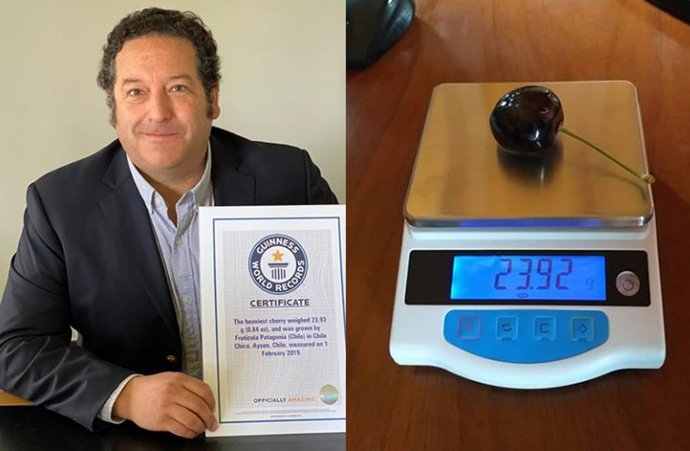 GUINNESS
WORLD
RECORDS
CERTIFICATE
The heaviest cherry weighed 23.93
g (0.84 oz), and was grown by
Fruticola Patagonia (Chile) in Chile
Chico, Aysen, Chile, measured on 1
February 2019.
OFFICIALLY AMAZING
23.92
g